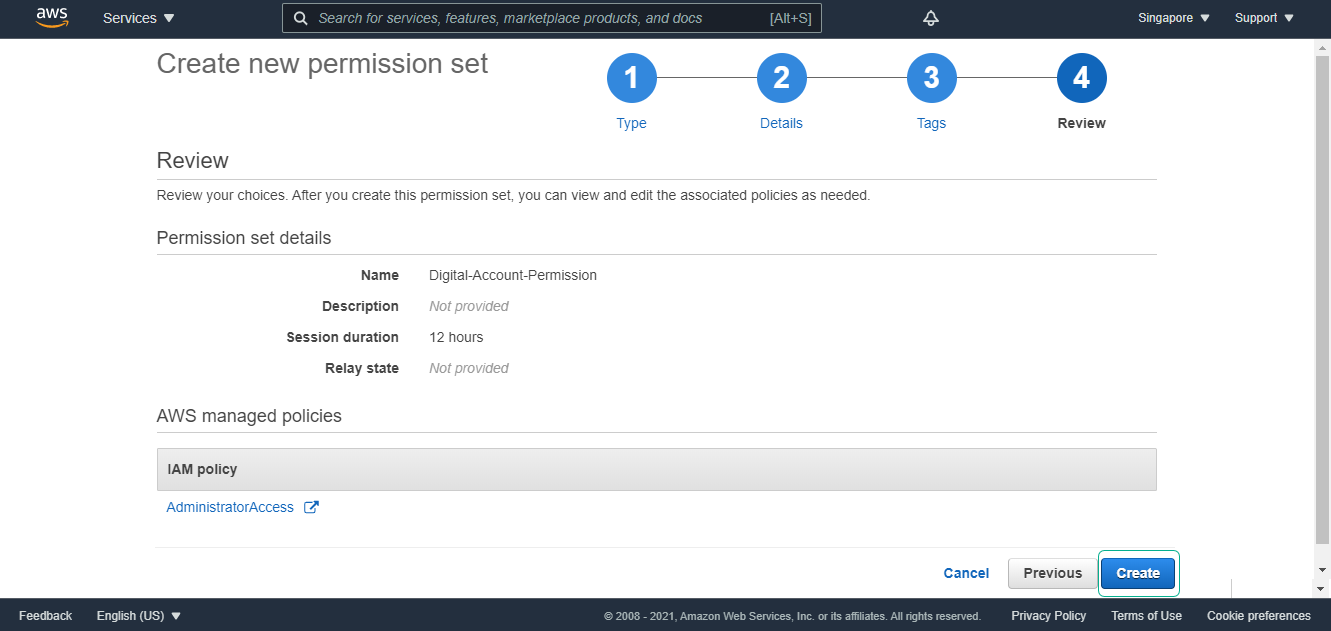 aws Services Search for services, features, marketplace products, and docs [Alt+S] Singapore Support
Create new permission set
1 2 3 4
Type Details Tags Review
Review
Review your choices. After you create this permission set, you can view and edit the associated policies as needed.
Permission set details
Name Digital-Account-Permission
Description Not provided
Session duration 12 hours
Relay state Not provided
AWS managed policies
IAM policy
AdministratorAccess
Cancel Previous Create
Feedback English (US) © 2008 - 2021, Amazon Web Services, Inc. or its affiliates. All rights reserved. Privacy Policy Terms of Use Cookie preferences